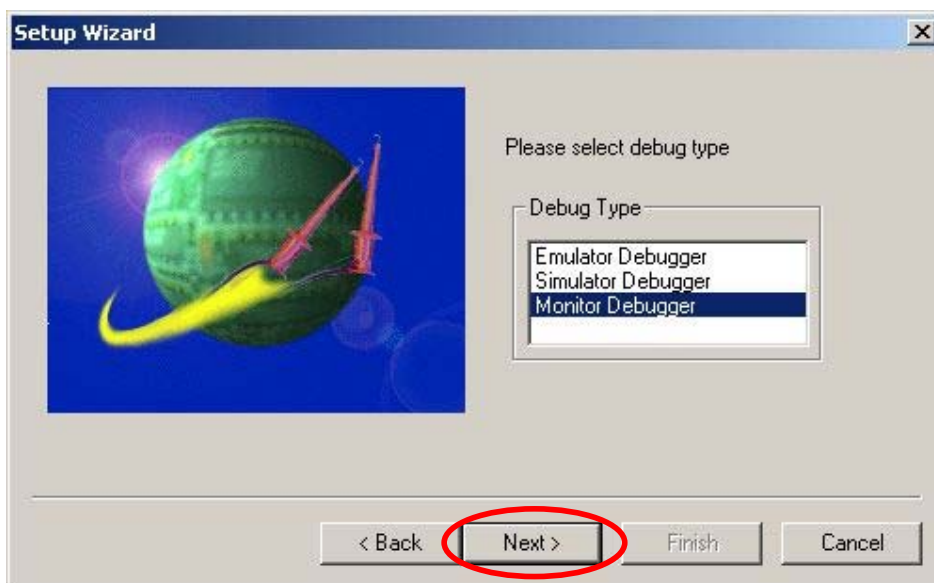 Setup Wizard
Please select debug type
Debug Type
Emulator Debugger
Simulator Debugger
Monitor Debugger
< Back
Next >
Finish
Cancel